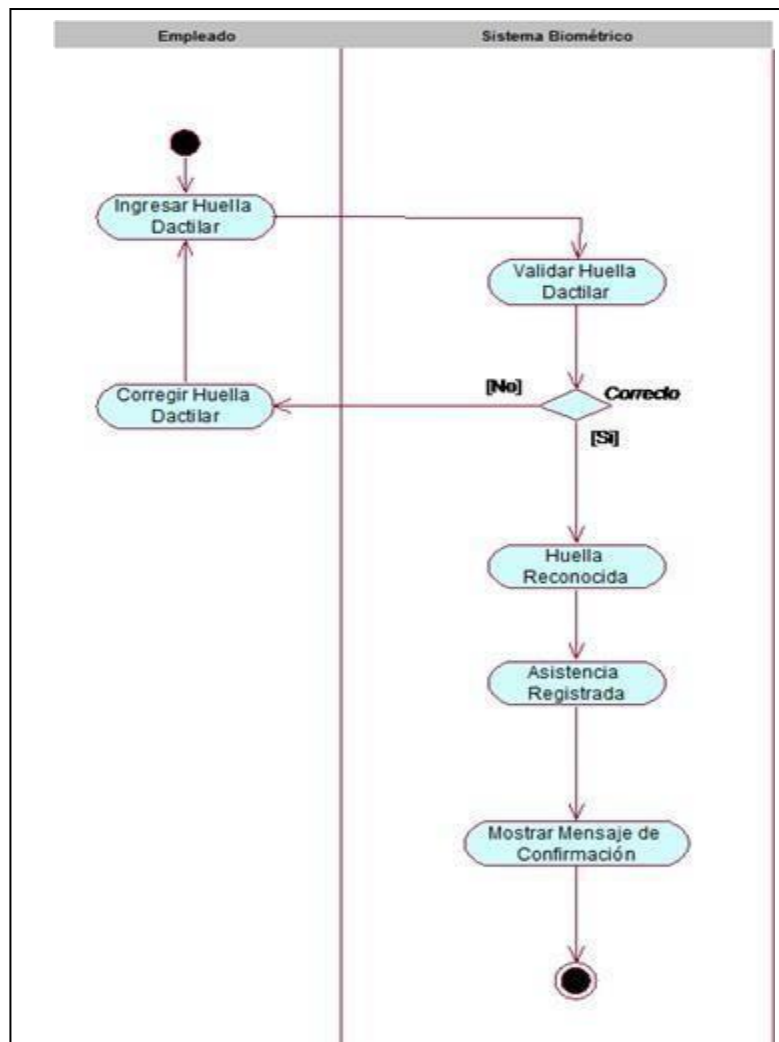 Empleado
Sistema Biométrico
Ingresar Huella
Dactilar
Validar Huella
Dactilar
Corregir Huella
Dactilar
[No]
Correcto
[Si]
Huella
Reconocida
Asistencia
Registrada
Mostrar Mensaje de
Confirmación